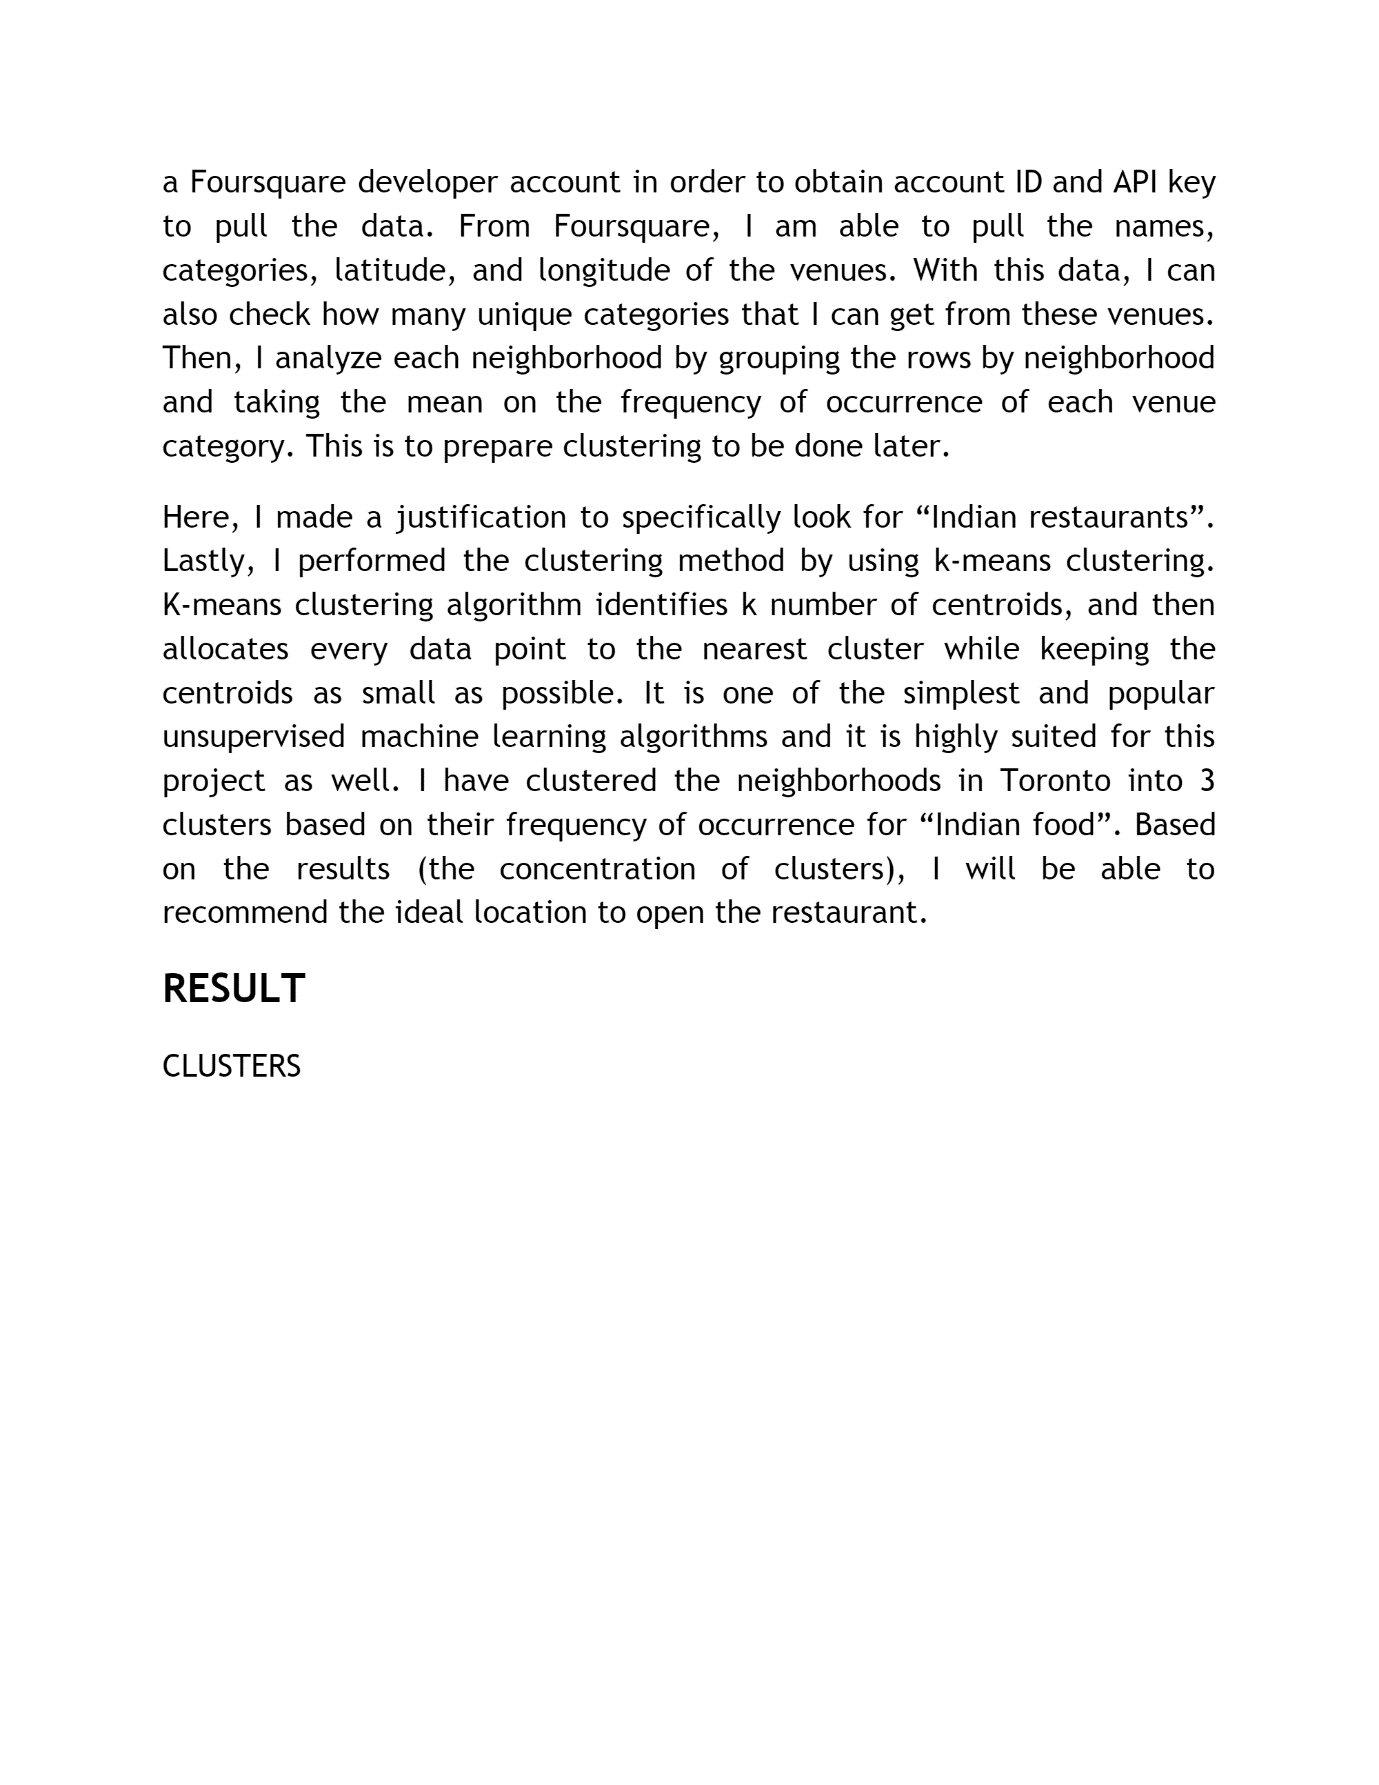 a Foursquare developer account in order to obtain account ID and API key
to pull the data. From Foursquare, I am able to pull the names,
categories, latitude, and longitude of the venues. With this data, I can
also check how many unique categories that I can get from these venues.
Then, I analyze each neighborhood by grouping the rows by neighborhood
and taking the mean on the frequency of occurrence of each venue
category. This is to prepare clustering to be done later.
Here, I made a justification to specifically look for “Indian restaurants”.
Lastly, I performed the clustering method by using k-means clustering.
K-means clustering algorithm identifies k number of centroids, and then
allocates every data point to the nearest cluster while keeping the
centroids as small as possible. It is one of the simplest and popular
unsupervised machine learning algorithms and it is highly suited for this
project as well. I have clustered the neighborhoods in Toronto into 3
clusters based on their frequency of occurrence for “Indian food”. Based
on the results (the concentration of clusters), I will be able to
recommend the ideal location to open the restaurant.
RESULT
CLUSTERS